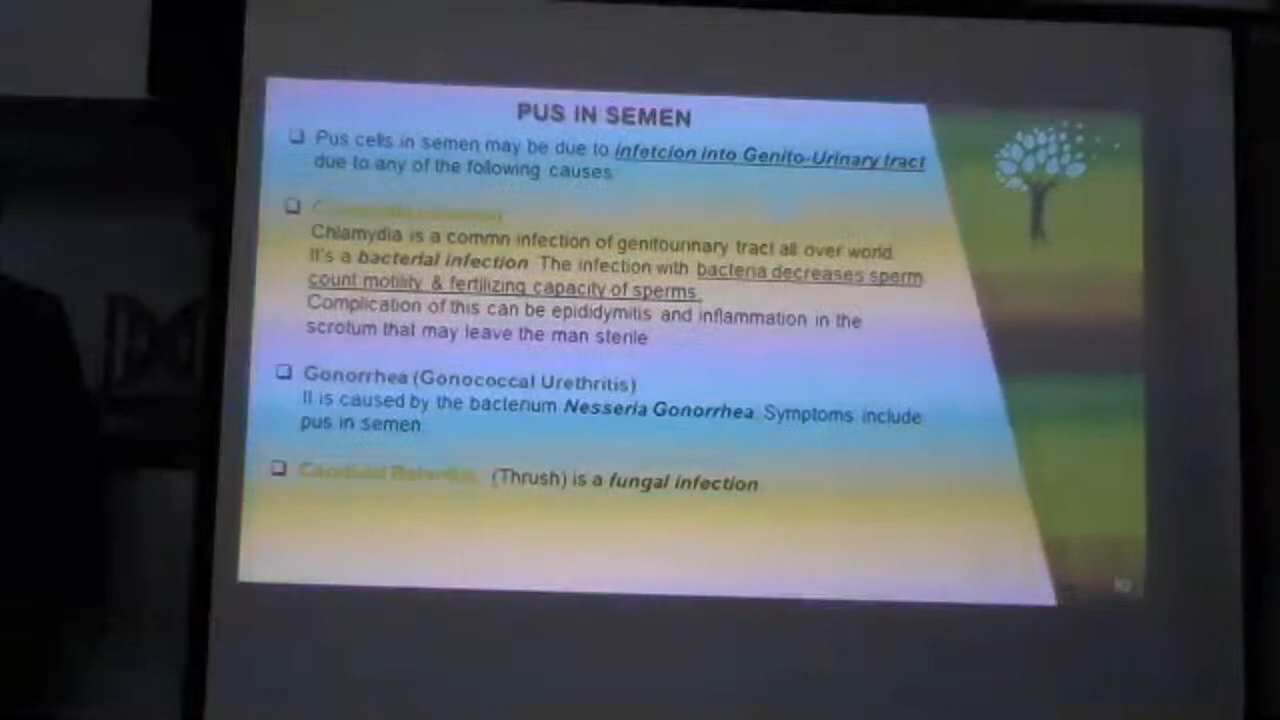 PUS IN SEMEN
❑ Pus cells in semen may be due to infetcion into Genito-Urinary tract
due to any of the following causes
❑
Chlamydia is a commn infection of genitourinary tract all over world.
It's a bacterial infection. The infection with bacteria decreases sperm
count motility & fertilizing capacity of sperms.
Complication of this can be epididymitis and inflammation in the
scrotum that may leave the man sterile
❑ Gonorrhea (Gonococcal Urethritis)
It is caused by the bacterium Nesseria Gonorrhea. Symptoms include
pus in semen.
❑ (Thrush) is a fungal infection